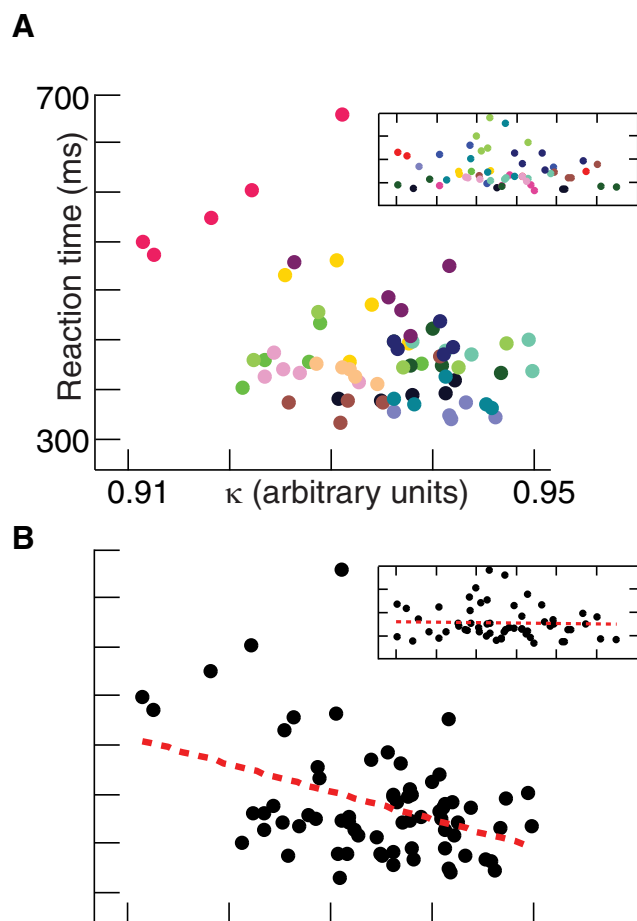 A
700
Reaction time (ms)
300
0.91
κ (arbitrary units)
0.95
B